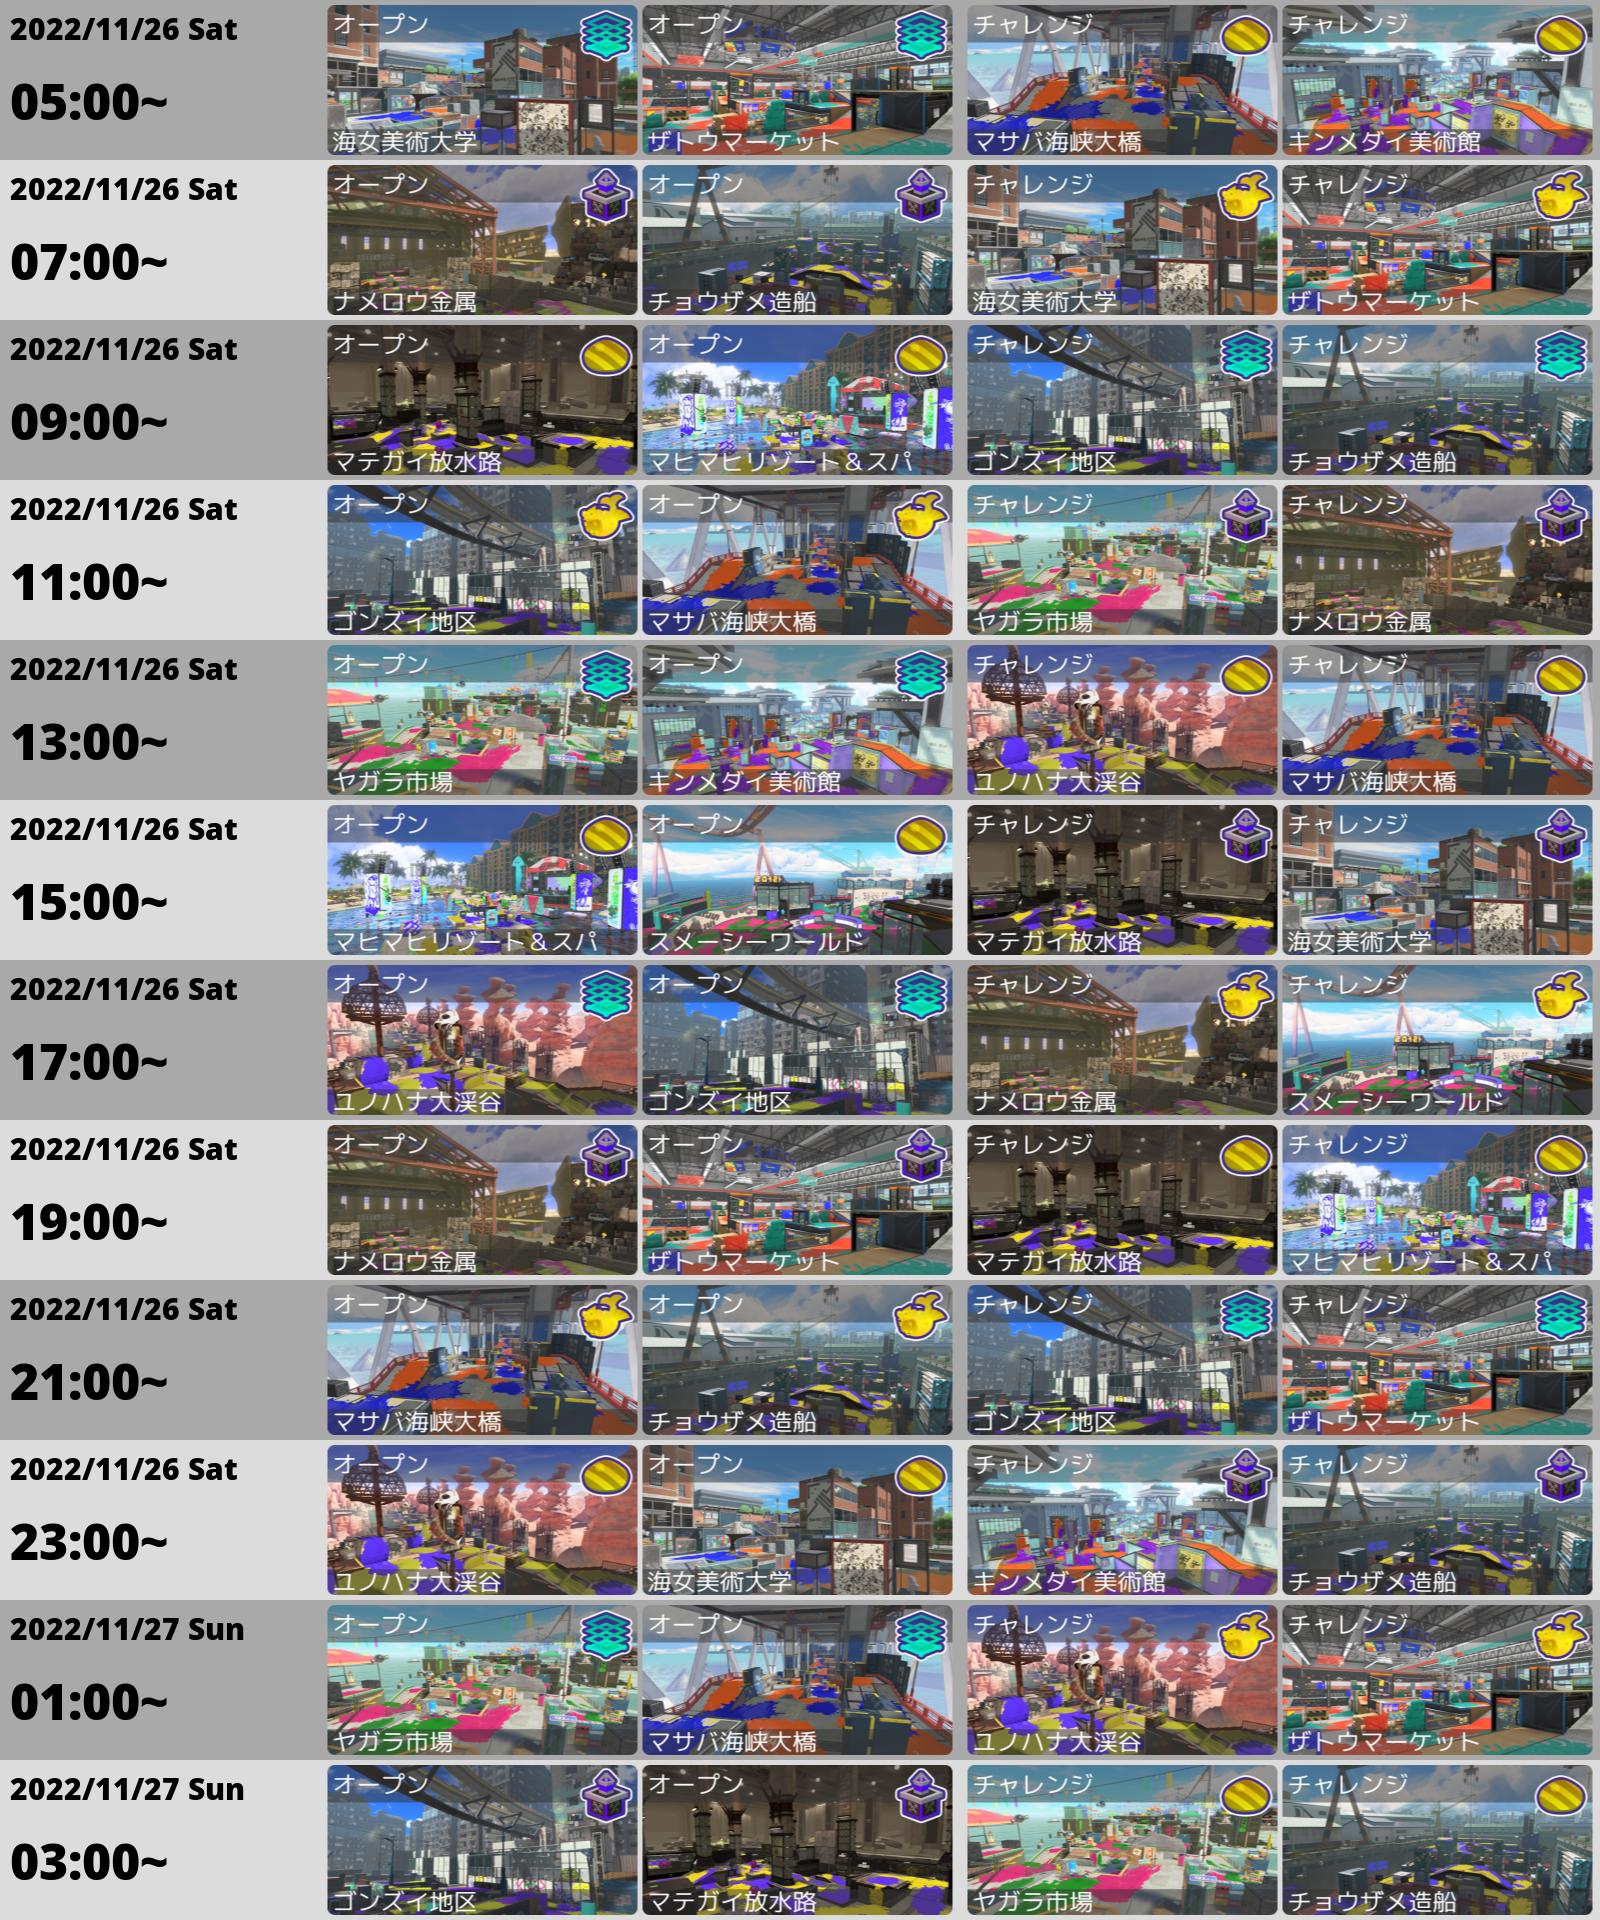 2022/11/26 Sat
05:00~
オープン
海女美術大学
オープン
ザトウマーケット
チャレンジ
マサバ海峡大橋
チャレンジ
キンメダイ美術館
2022/11/26 Sat
07:00~
オープン
ナメロウ金属
オープン
チョウザメ造船
チャレンジ
海女美術大学
チャレンジ
ザトウマーケット
2022/11/26 Sat
09:00~
オープン
マテガイ放水路
オープン
マヒマヒリゾート＆スパ
チャレンジ
ゴンズイ地区
チャレンジ
チョウザメ造船
2022/11/26 Sat
11:00~
オープン
ゴンズイ地区
オープン
マサバ海峡大橋
チャレンジ
ヤガラ市場
チャレンジ
ナメロウ金属
2022/11/26 Sat
13:00~
オープン
ヤガラ市場
オープン
キンメダイ美術館
チャレンジ
ユノハナ大渓谷
チャレンジ
マサバ海峡大橋
2022/11/26 Sat
15:00~
オープン
マヒマヒリゾート＆スパ
オープン
スメーシーワールド
チャレンジ
マテガイ放水路
チャレンジ
海女美術大学
2022/11/26 Sat
17:00~
オープン
ユノハナ大渓谷
オープン
ゴンズイ地区
チャレンジ
ナメロウ金属
チャレンジ
スメーシーワールド
2022/11/26 Sat
19:00~
オープン
ナメロウ金属
オープン
ザトウマーケット
チャレンジ
マテガイ放水路
チャレンジ
マヒマヒリゾート＆スパ
2022/11/26 Sat
21:00~
オープン
マサバ海峡大橋
オープン
チョウザメ造船
チャレンジ
ゴンズイ地区
チャレンジ
ザトウマーケット
2022/11/26 Sat
23:00~
オープン
ユノハナ大渓谷
オープン
海女美術大学
チャレンジ
キンメダイ美術館
チャレンジ
チョウザメ造船
2022/11/27 Sun
01:00~
オープン
ヤガラ市場
オープン
マサバ海峡大橋
チャレンジ
ユノハナ大渓谷
チャレンジ
ザトウマーケット
2022/11/27 Sun
03:00~
オープン
ゴンズイ地区
オープン
マテガイ放水路
チャレンジ
ヤガラ市場
チャレンジ
チョウザメ造船